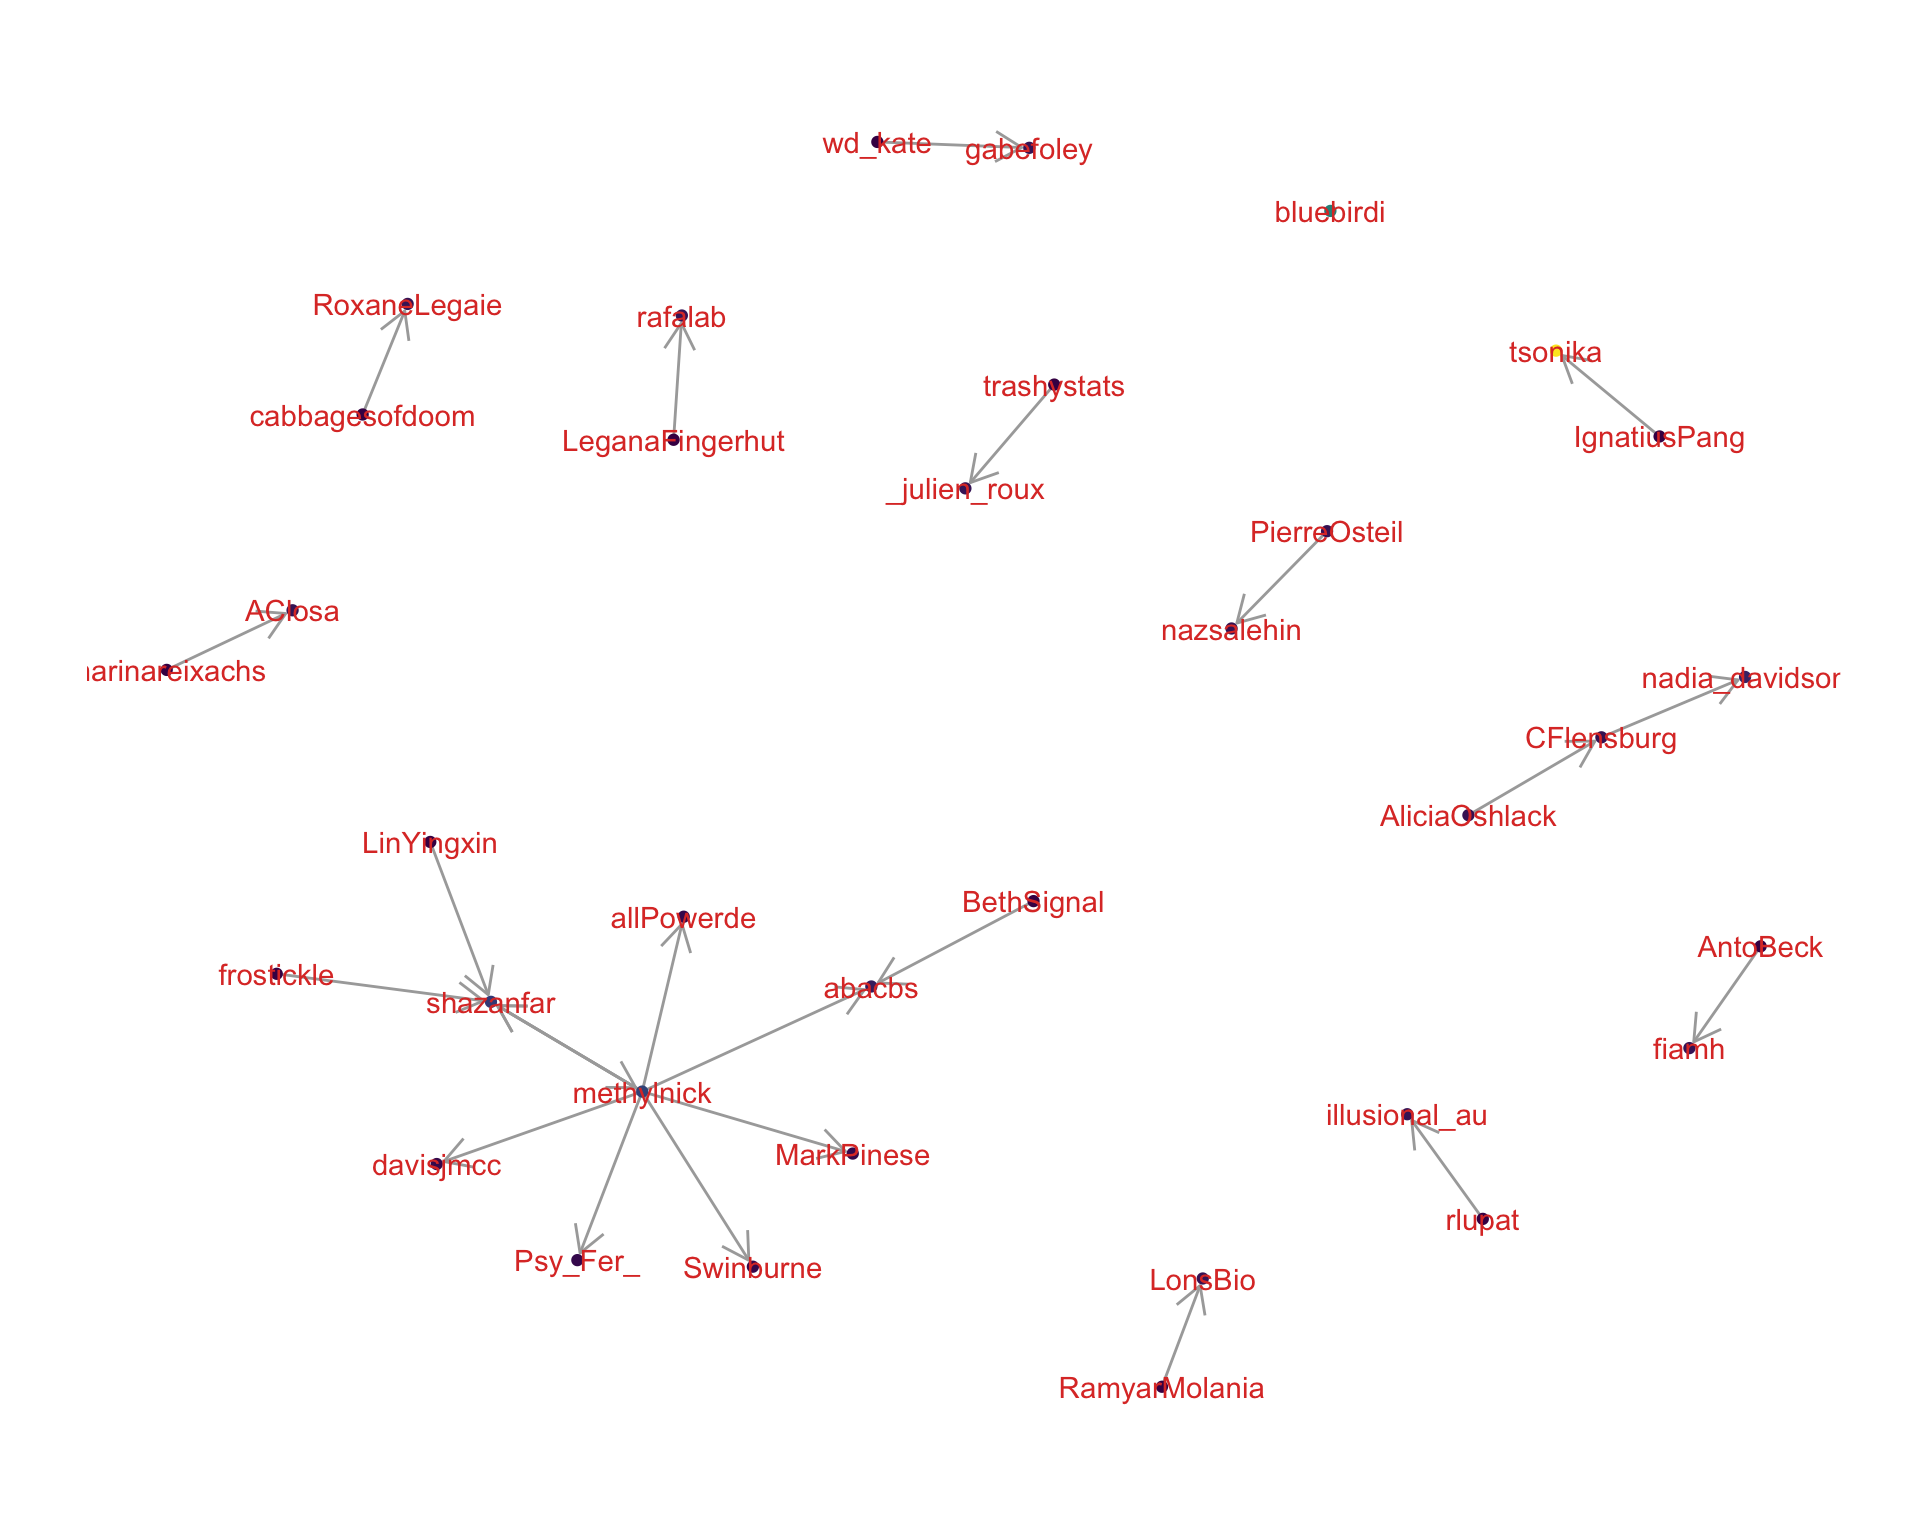 wd_kate
gabefoley
bluebirdi
RoxaneLegaie
rafalab
tsonika
trashystats
cabbagesofdoom
IgnatiusPang
LeganaFingerhut
_julien_roux
PierreOsteil
AClosa
nazsalehin
arinareixachs
nadia_davidsor
CFlensburg
AliciaOshlack
LinYingxin
BethSignal
allPowerde
AntoBeck
frostickle
abacbs
shazanfar
fiamh
methylnick
illusional_au
MarkPinese
davisjmcc
rlupat
Psy_Fer_
Swinburne
LonsBio
RamyarMolania